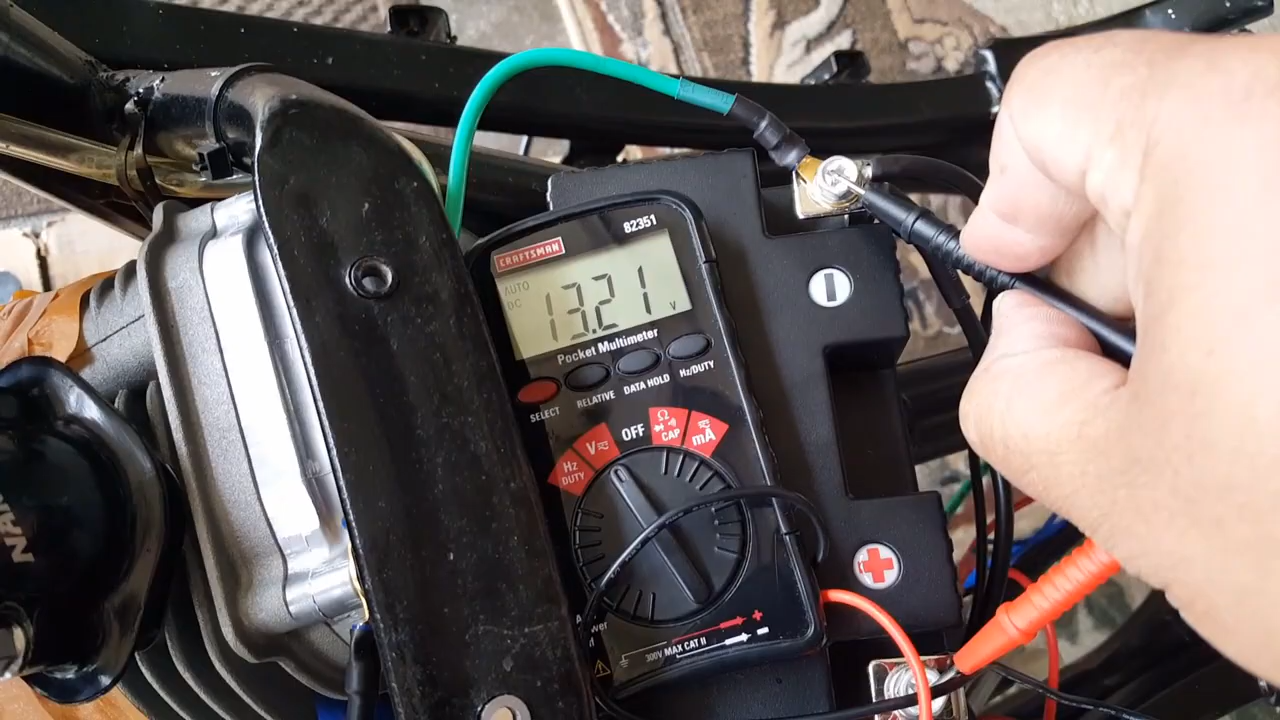 82351
CRAFTSMAN
AUTO
DC
13.21
V
Pocket Multimeter
SELECT
RELATIVE
DATA HOLD
Hz/DUTY
Hz
DUTY
V
OFF
Ω
CAP
mA
+
−
300V MAX CAT II